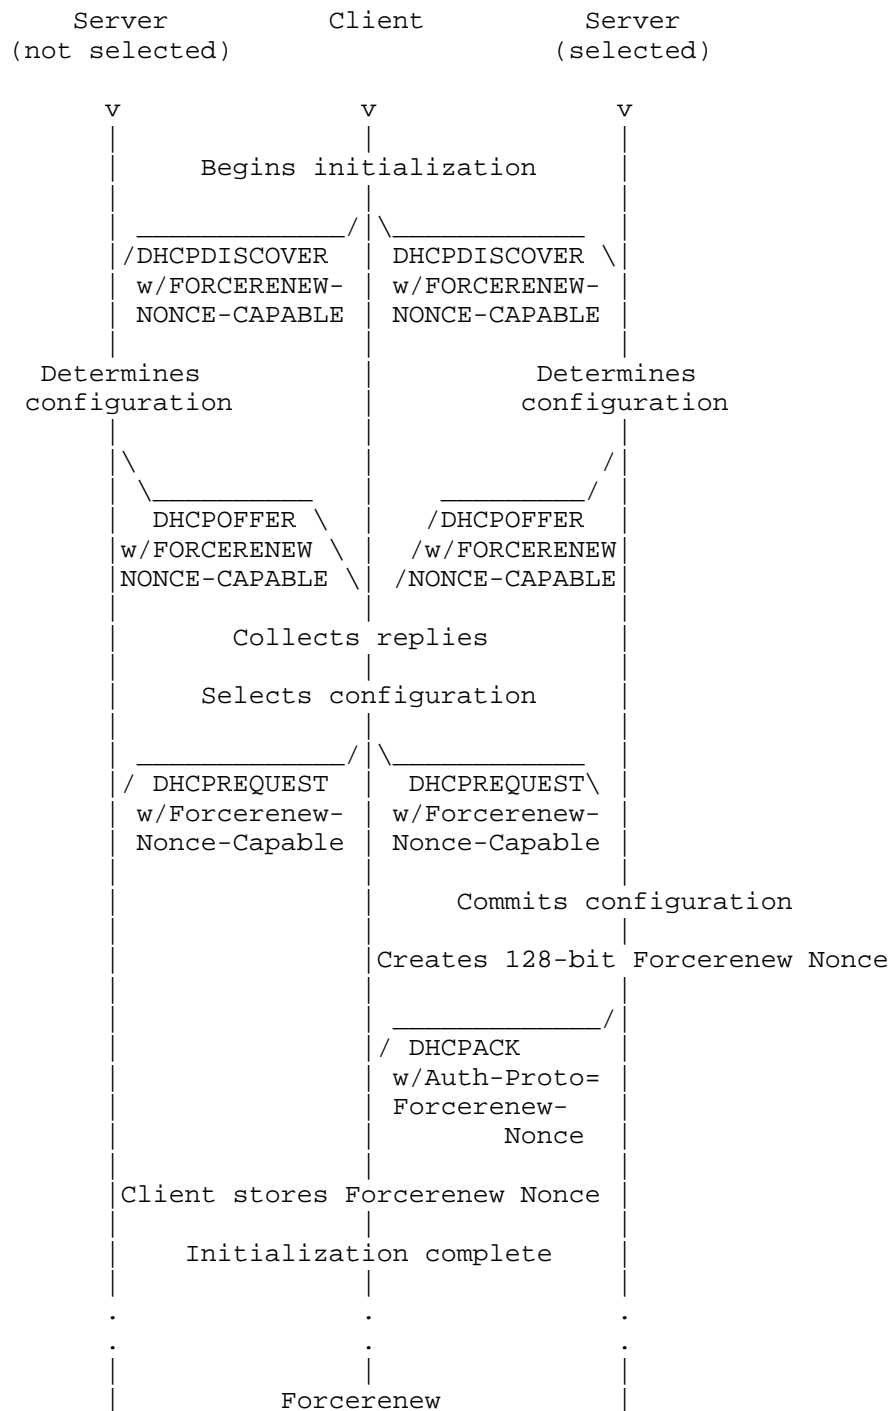 Server Client Server
(not selected) (selected)
v v v
Begins initialization
/DHCPDISCOVER DHCPDISCOVER \
w/FORCERENEW- w/FORCERENEW-
NONCE-CAPABLE NONCE-CAPABLE
Determines Determines
configuration configuration
DHCPOFFER \ /DHCPOFFER
w/FORCERENEW \ /w/FORCERENEW
NONCE-CAPABLE \ /NONCE-CAPABLE
Collects replies
Selects configuration
/ DHCPREQUEST DHCPREQUEST\
w/Forcerenew- w/Forcerenew-
Nonce-Capable Nonce-Capable
Commits configuration
Creates 128-bit Forcerenew Nonce
/ DHCPACK
w/Auth-Proto=
Forcerenew-
Nonce
Client stores Forcerenew Nonce
Initialization complete
. . .
. . .
Forcerenew